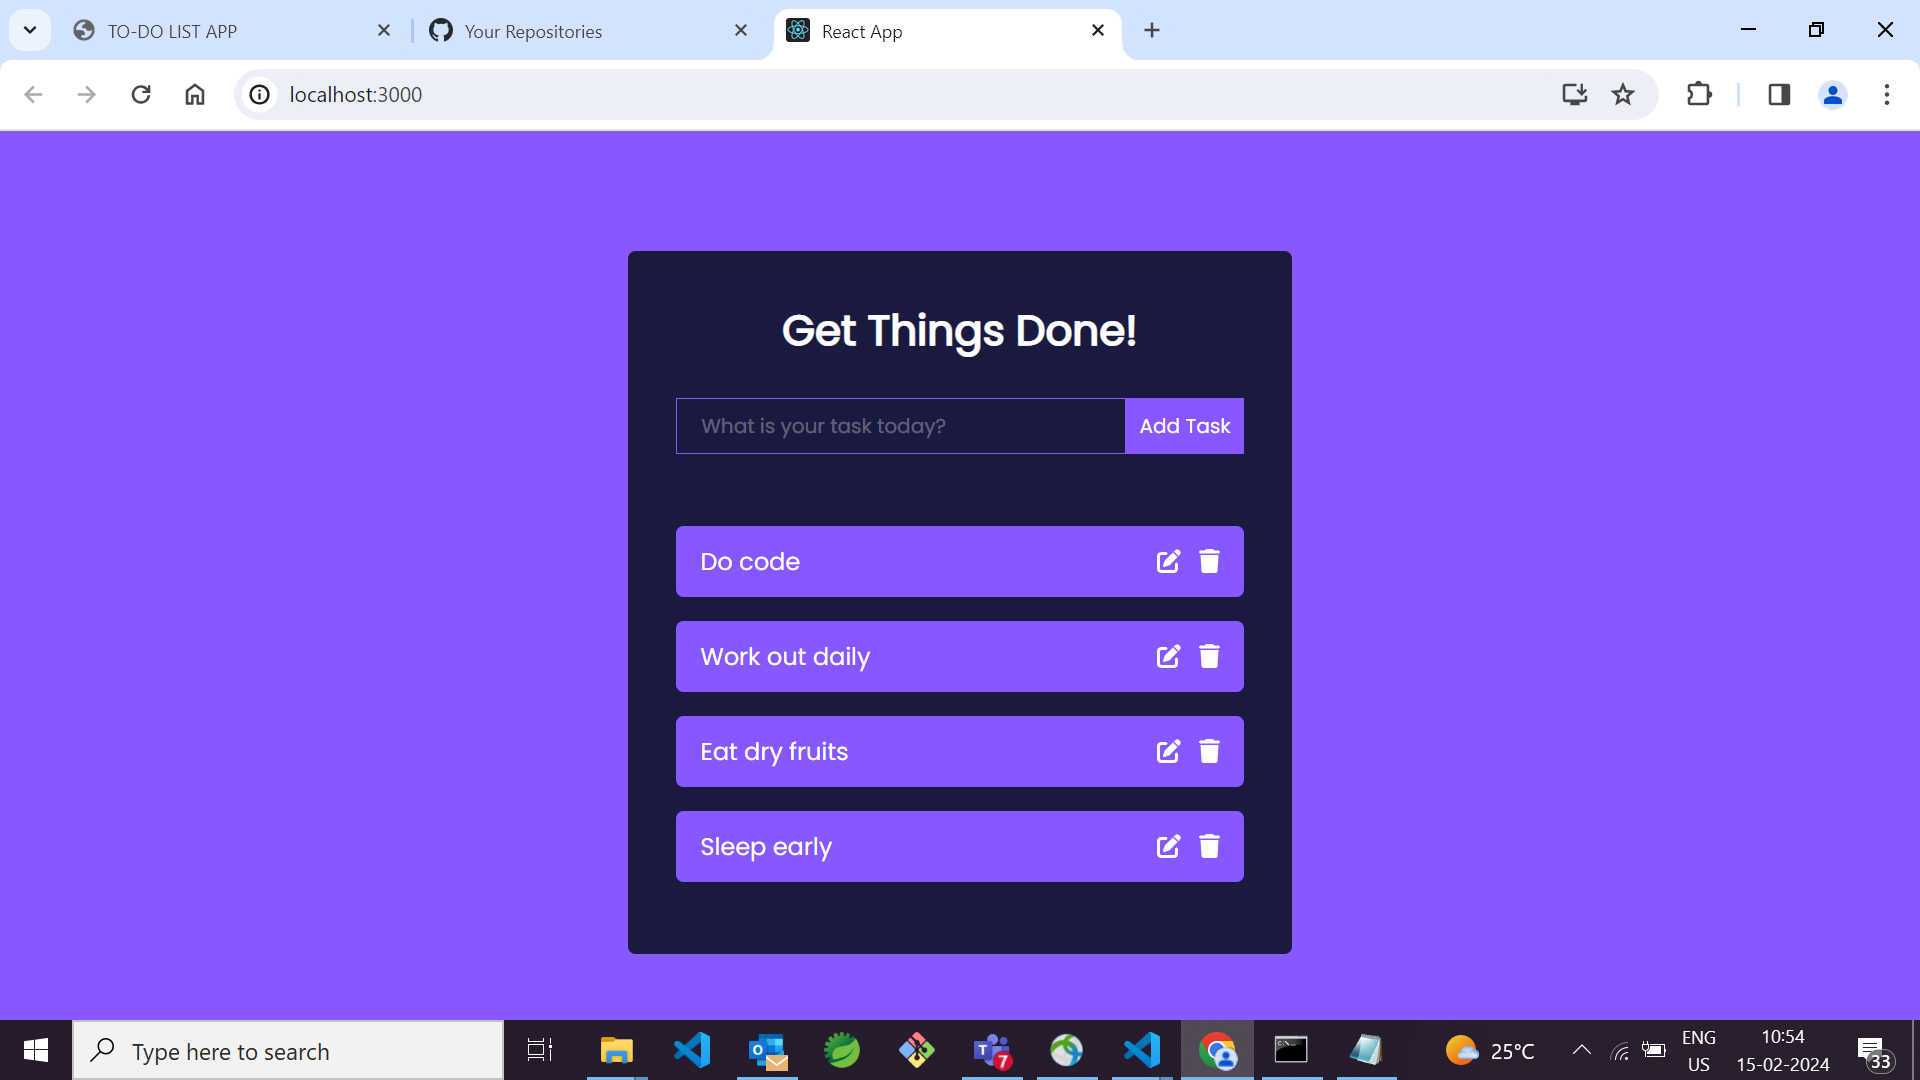 TO-DO LIST APP
Your Repositories
React App
localhost:3000
Get Things Done!
What is your task today?
Add Task
Do code
Work out daily
Eat dry fruits
Sleep early
Type here to search
7
25°C
ENG
US
10:54
15-02-2024
33